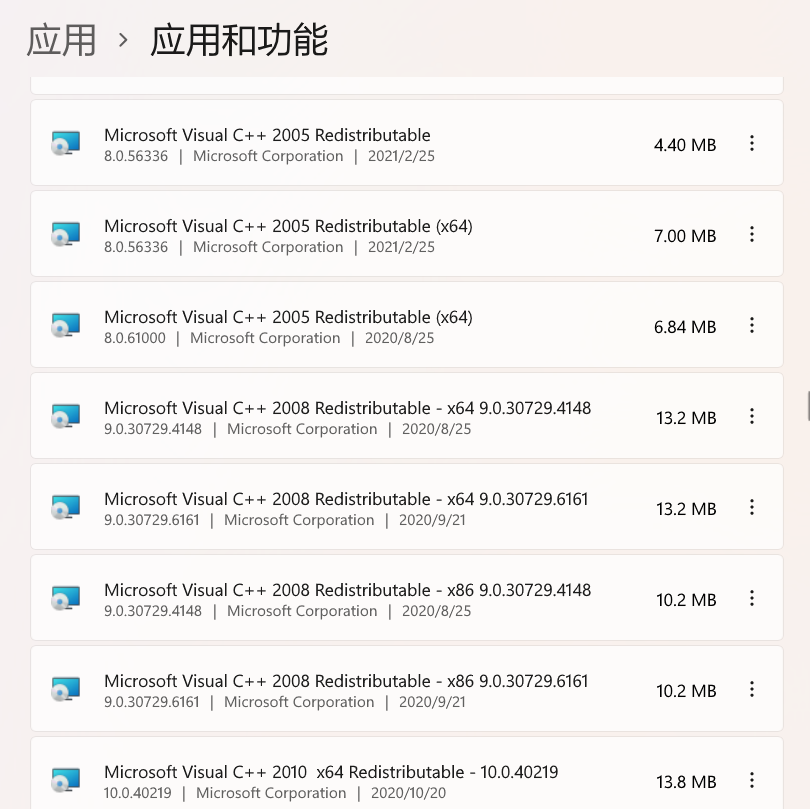 应用 › 应用和功能
Microsoft Visual C++ 2005 Redistributable
4.40 MB
8.0.56336 | Microsoft Corporation | 2021/2/25
Microsoft Visual C++ 2005 Redistributable (x64)
7.00 MB
8.0.56336 | Microsoft Corporation | 2021/2/25
Microsoft Visual C++ 2005 Redistributable (x64)
6.84 MB
8.0.61000 | Microsoft Corporation | 2020/8/25
Microsoft Visual C++ 2008 Redistributable - x64 9.0.30729.4148
13.2 MB
9.0.30729.4148 | Microsoft Corporation | 2020/8/25
Microsoft Visual C++ 2008 Redistributable - x64 9.0.30729.6161
13.2 MB
9.0.30729.6161 | Microsoft Corporation | 2020/9/21
Microsoft Visual C++ 2008 Redistributable - x86 9.0.30729.4148
10.2 MB
9.0.30729.4148 | Microsoft Corporation | 2020/8/25
Microsoft Visual C++ 2008 Redistributable - x86 9.0.30729.6161
10.2 MB
9.0.30729.6161 | Microsoft Corporation | 2020/9/21
Microsoft Visual C++ 2010  x64 Redistributable - 10.0.40219
13.8 MB
10.0.40219 | Microsoft Corporation | 2020/10/20